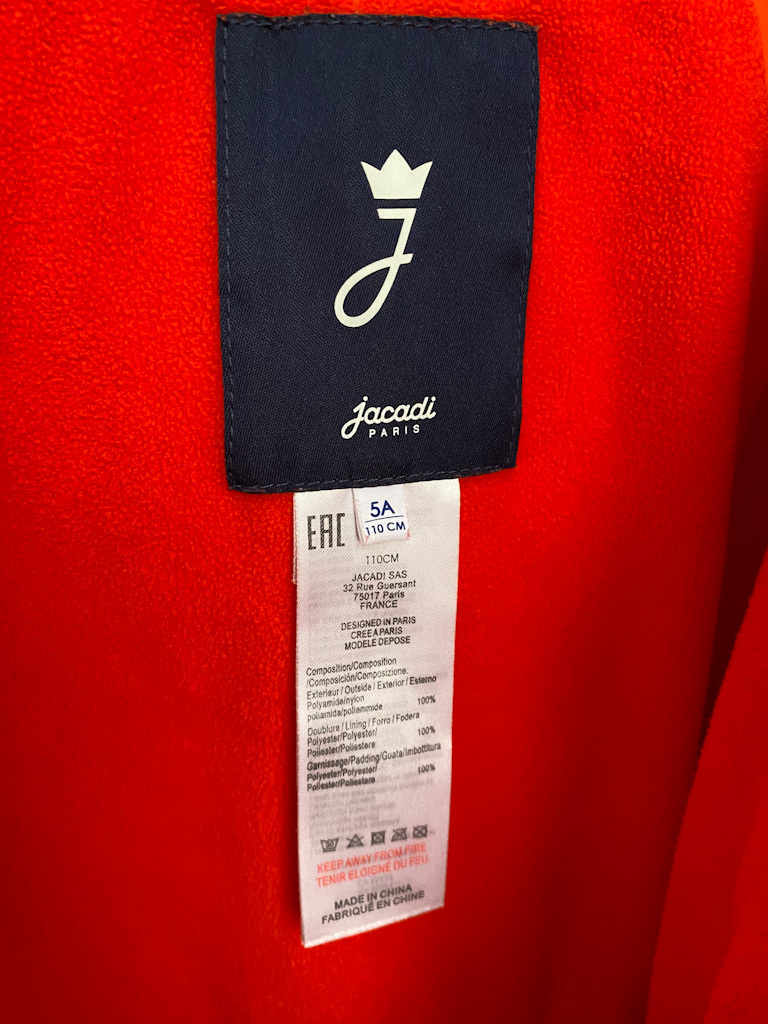 J
jacadi
PARIS
EAC
5A
110 CM
110CM
JACADI SAS
32 Rue Guersant
75017 Paris
FRANCE
DESIGNED IN PARIS
CREE A PARIS
MODELE DEPOSE
Composition/Composition
/Composición/Composizione:
Exterieur / Outside / Exterior / Esterno
Polyamide/nylon
poliamida/poliammide 100%
Doublure / Lining / Forro / Fodera
Polyester/Polyester/ 100%
Poliester/Poliestere
Garnissage/Padding/Guata/Imbottitura
Polyester/Polyester/ 100%
Poliester/Poliestere
KEEP AWAY FROM FIRE
TENIR ELOIGNÉ DU FEU
MADE IN CHINA
FABRIQUÉ EN CHINE